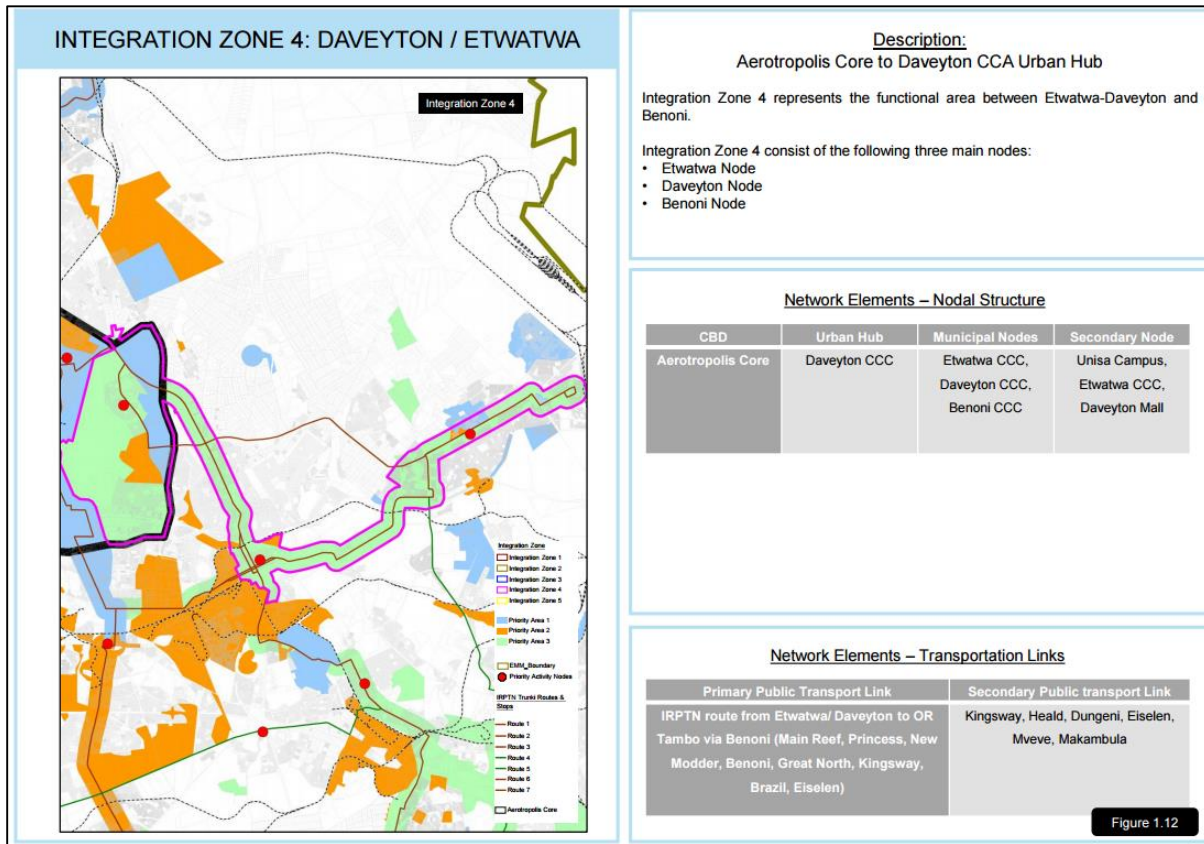 INTEGRATION ZONE 4: DAVEYTON / ETWATWA
Integration Zone 4
Integration Zone
Integration Zone 1
Integration Zone 2
Integration Zone 3
Integration Zone 4
Integration Zone 5
Priority Area 1
Priority Area 2
Priority Area 3
EMM_Boundary
Priority Activity Nodes
IRPTN Trunki Routes &
Stops
Route 1
Route 2
Route 3
Route 4
Route 5
Route 6
Route 7
Aerotropolis Core
Description:
Aerotropolis Core to Daveyton CCA Urban Hub
Integration Zone 4 represents the functional area between Etwatwa-Daveyton and
Benoni.
Integration Zone 4 consist of the following three main nodes:
• Etwatwa Node
• Daveyton Node
• Benoni Node
Network Elements – Nodal Structure
CBD Urban Hub Municipal Nodes Secondary Node
Aerotropolis Core Daveyton CCC Etwatwa CCC, Unisa Campus,
Daveyton CCC, Etwatwa CCC,
Benoni CCC Daveyton Mall
Network Elements – Transportation Links
Primary Public Transport Link Secondary Public transport Link
IRPTN route from Etwatwa/ Daveyton to OR Kingsway, Heald, Dungeni, Eiselen,
Tambo via Benoni (Main Reef, Princess, New Mveve, Makambula
Modder, Benoni, Great North, Kingsway,
Brazil, Eiselen)
Figure 1.12